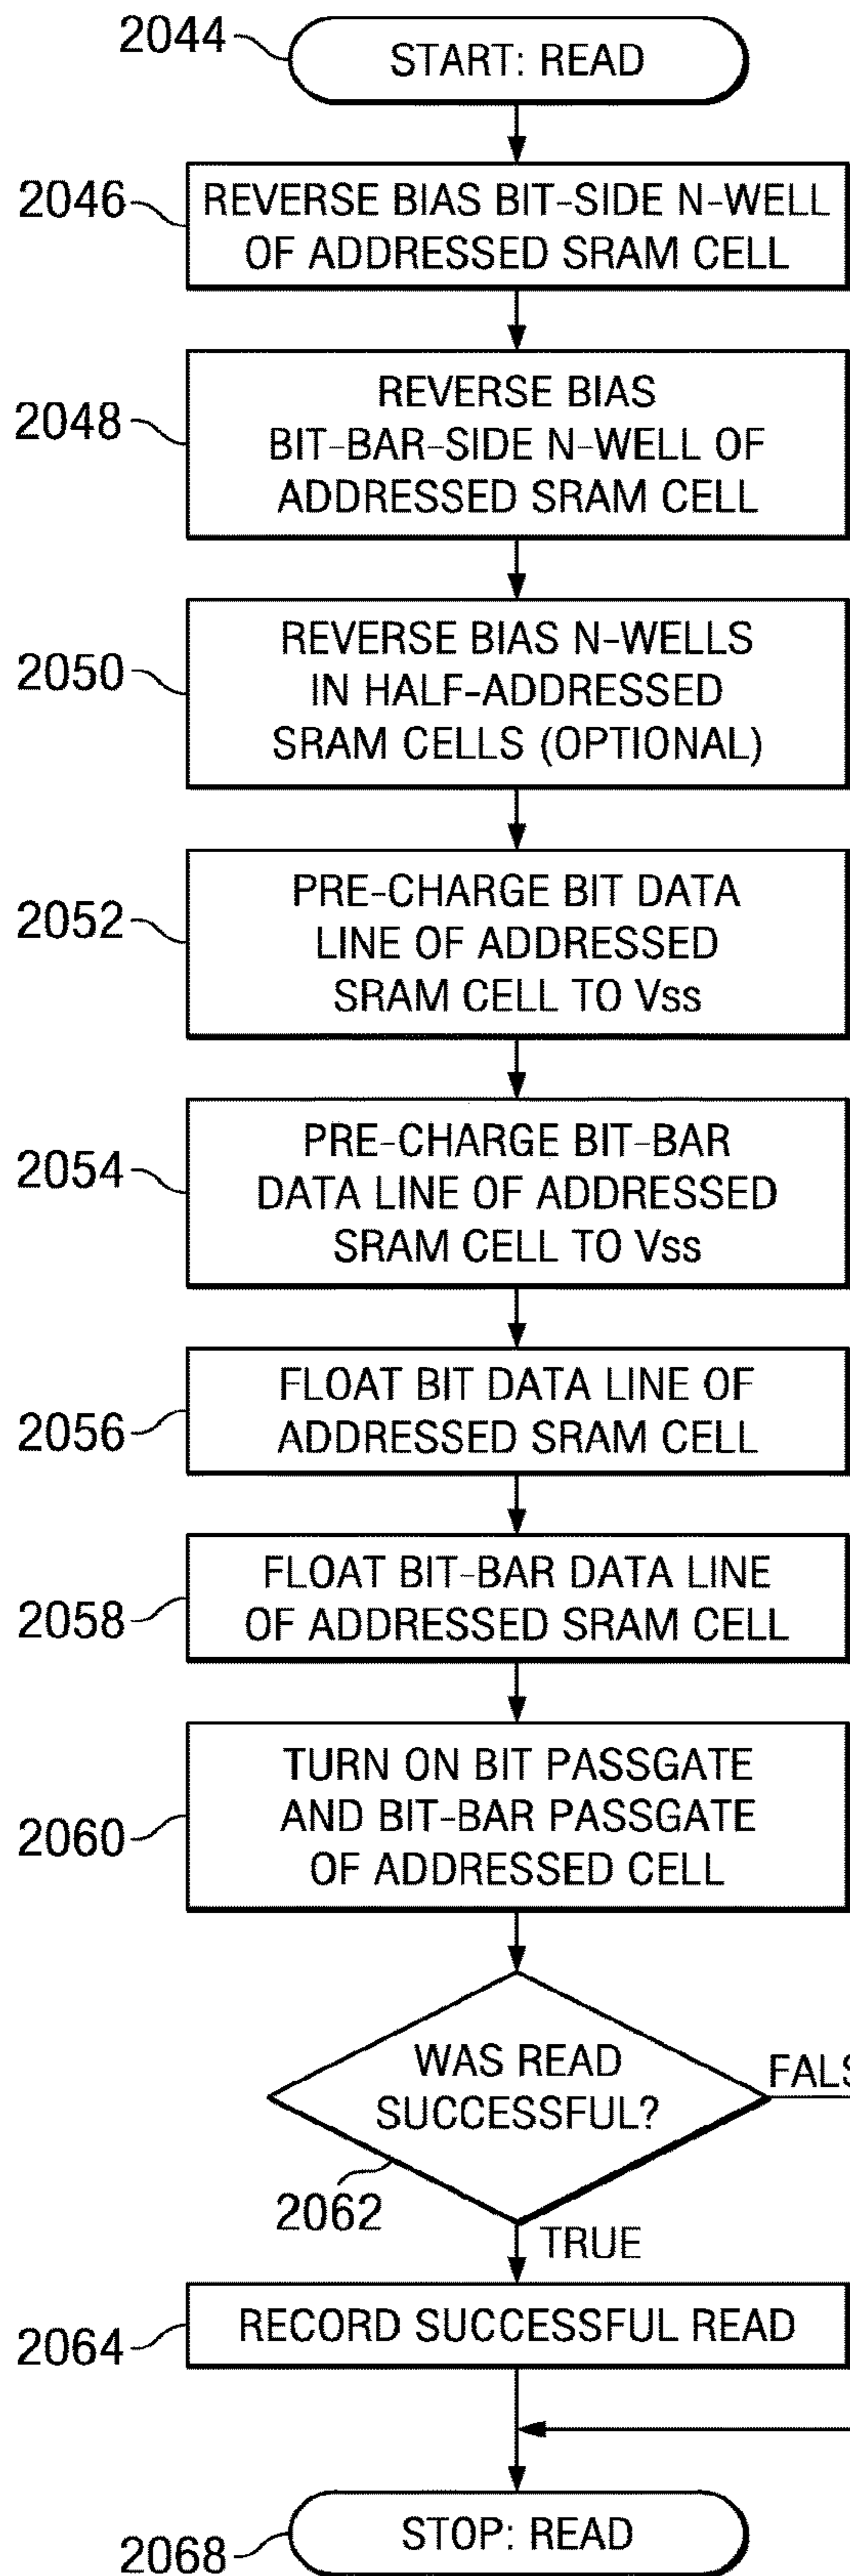 2044
START: READ
2046
REVERSE BIAS BIT-SIDE N-WELL
OF ADDRESSED SRAM CELL
2048
REVERSE BIAS
BIT-BAR-SIDE N-WELL OF
ADDRESSED SRAM CELL
2050
REVERSE BIAS N-WELLS
IN HALF-ADDRESSED
SRAM CELLS (OPTIONAL)
2052
PRE-CHARGE BIT DATA
LINE OF ADDRESSED
SRAM CELL TO Vss
2054
PRE-CHARGE BIT-BAR
DATA LINE OF ADDRESSED
SRAM CELL TO Vss
2056
FLOAT BIT DATA LINE OF
ADDRESSED SRAM CELL
2058
FLOAT BIT-BAR DATA LINE
OF ADDRESSED SRAM CELL
2060
TURN ON BIT PASSGATE
AND BIT-BAR PASSGATE
OF ADDRESSED CELL
WAS READ
SUCCESSFUL?
2062
TRUE
2064
RECORD SUCCESSFUL READ
2068
STOP: READ